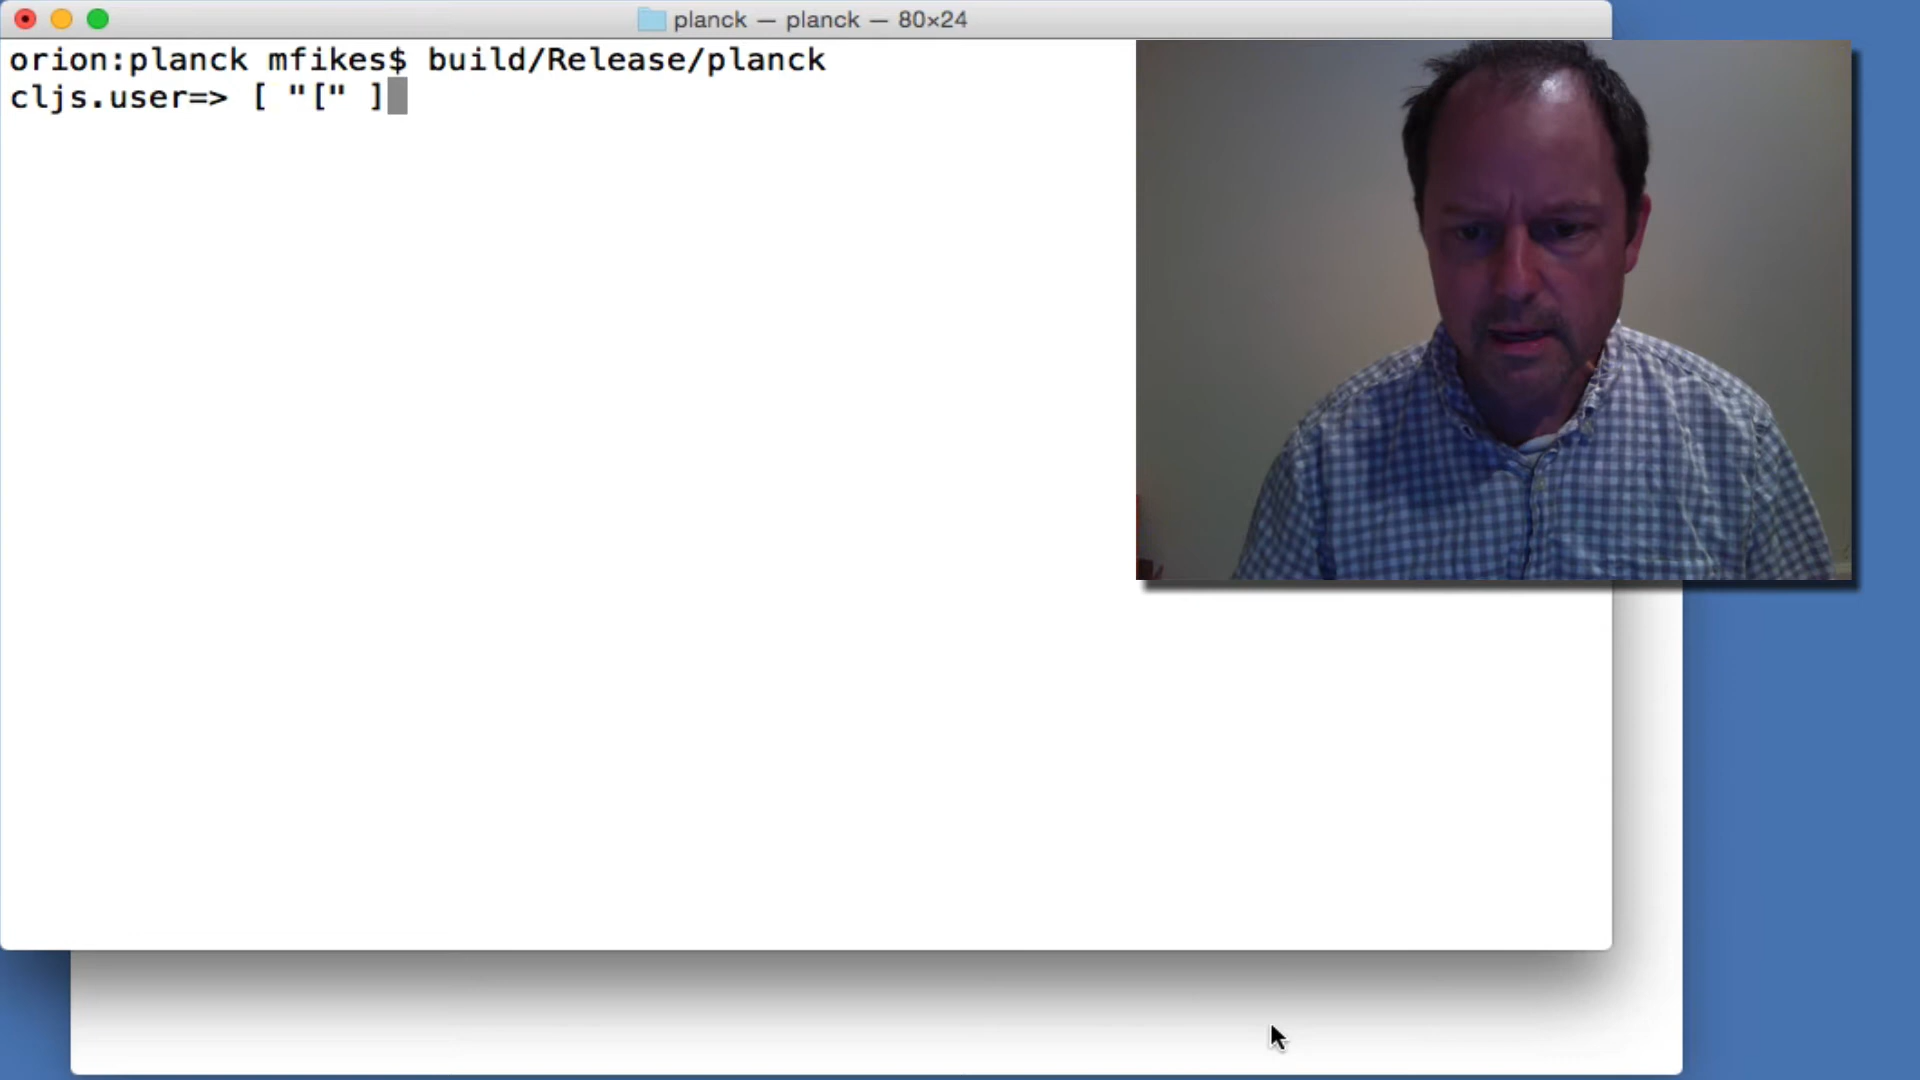 planck — planck — 80×24
orion:planck mfikes$ build/Release/planck
cljs.user=> [ "[" ]